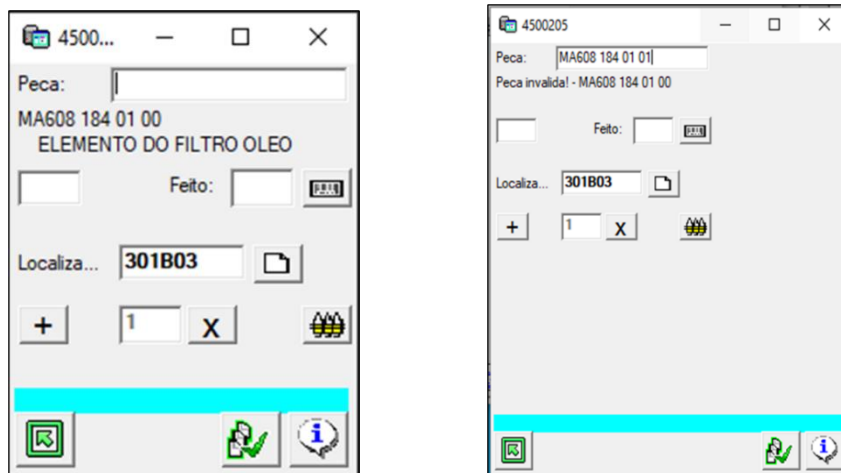 4500...
Peca:
MA608 184 01 00
ELEMENTO DO FILTRO OLEO
Feito:
Localiza... 301B03
+ 1 X
4500205
Peca: MA608 184 01 01
Peca invalida! - MA608 184 01 00
Feito:
Localiza... 301B03
+ 1 X